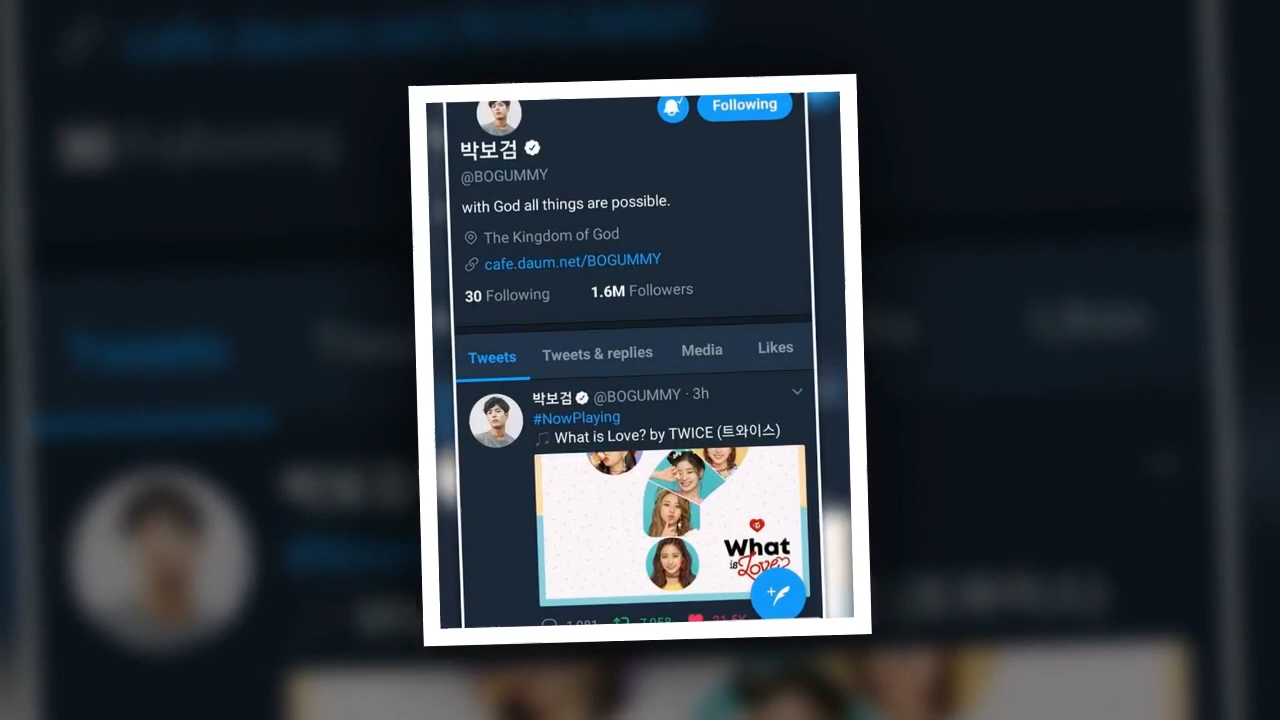 Following
박보검
@BOGUMMY
with God all things are possible.
The Kingdom of God
cafe.daum.net/BOGUMMY
30 Following 1.6M Followers
Tweets Tweets & replies Media Likes
박보검 @BOGUMMY · 3h
#NowPlaying
What is Love? by TWICE (트와이스)
What
is Love?